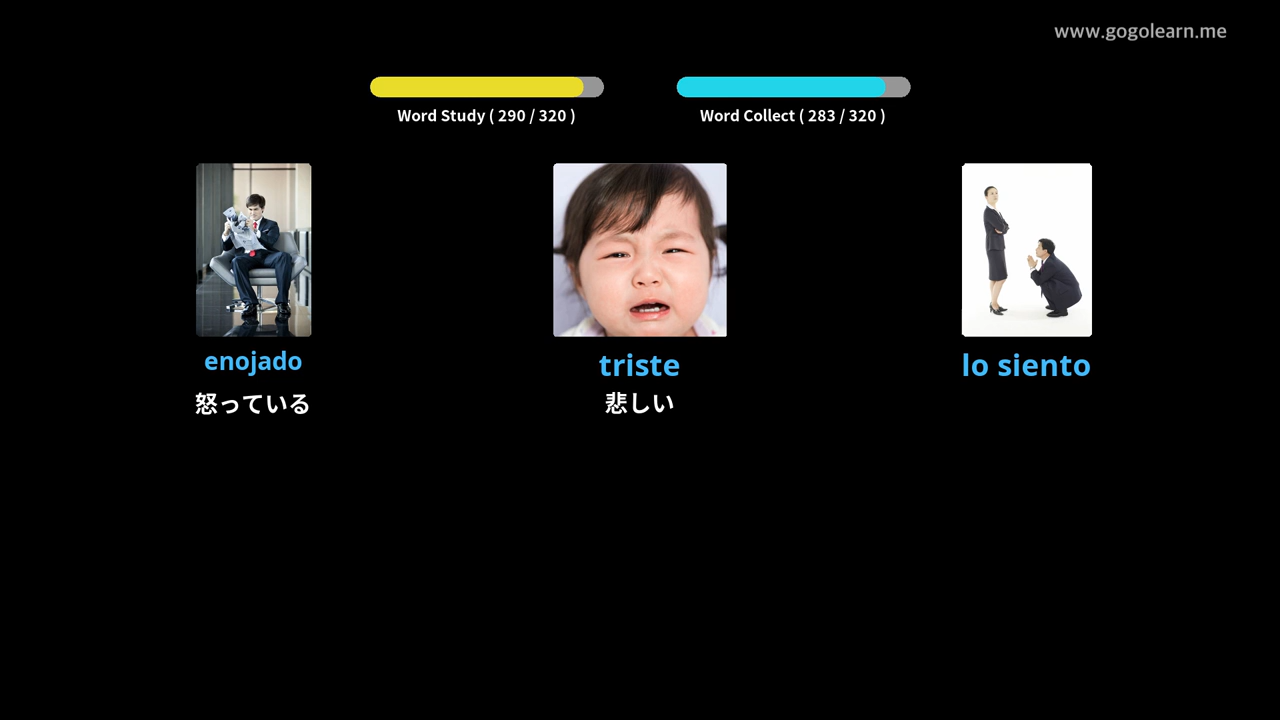 www.gogolearn.me
Word Study ( 290 / 320 )
Word Collect ( 283 / 320 )
enojado
怒っている
triste
悲しい
lo siento